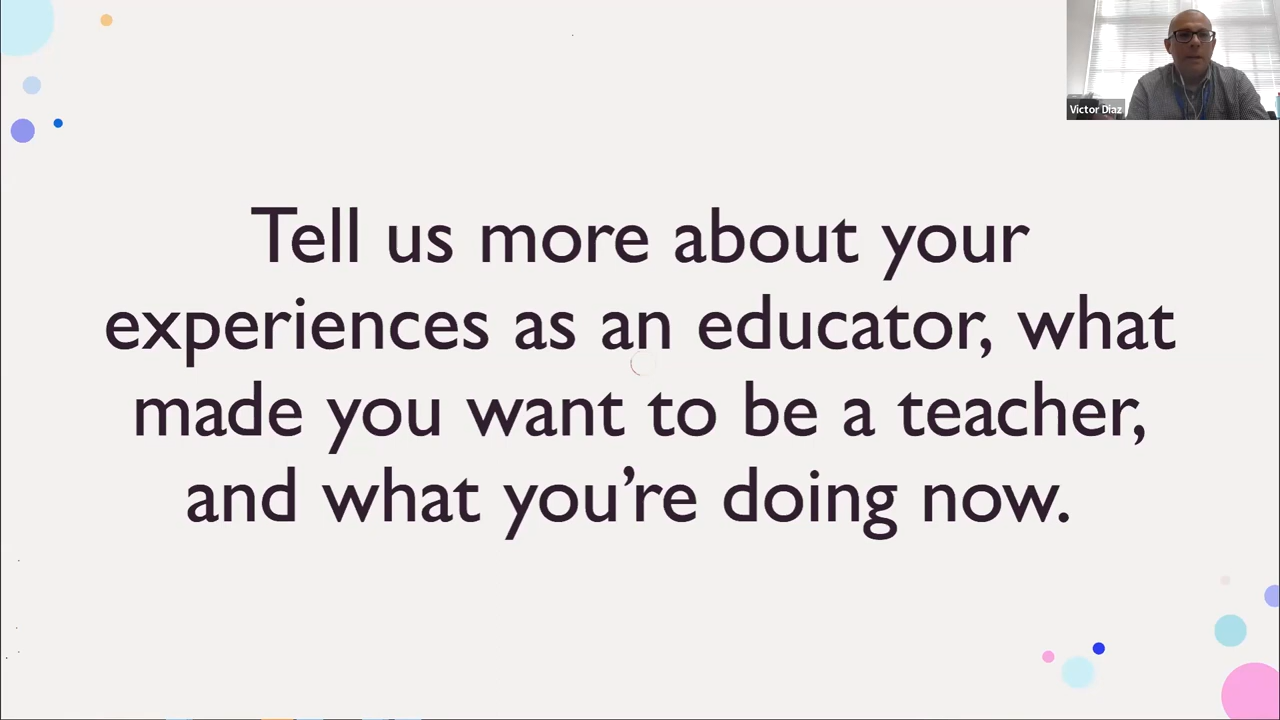 Victor Diaz
Tell us more about your
experiences as an educator, what
made you want to be a teacher,
and what you’re doing now.